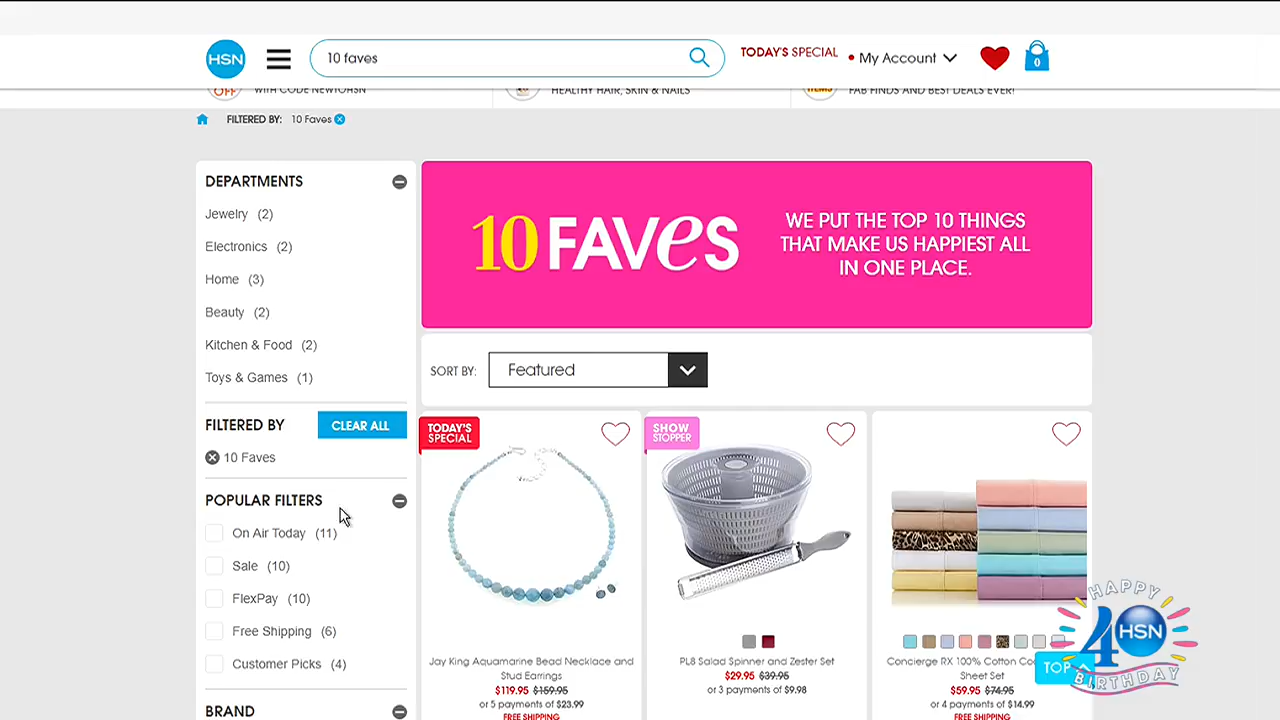 HSN
10 faves
TODAY'S SPECIAL
My Account
0
OFF
WITH CODE NEWTOHSN
HEALTHY HAIR, SKIN & NAILS
ITEMS
FAB FINDS AND BEST DEALS EVER!
FILTERED BY: 10 Faves
DEPARTMENTS
Jewelry (2)
Electronics (2)
Home (3)
Beauty (2)
Kitchen & Food (2)
Toys & Games (1)
FILTERED BY
CLEAR ALL
10 Faves
POPULAR FILTERS
On Air Today (11)
Sale (10)
FlexPay (10)
Free Shipping (6)
Customer Picks (4)
BRAND
10 FAVeS
WE PUT THE TOP 10 THINGS
THAT MAKE US HAPPIEST ALL
IN ONE PLACE.
SORT BY:
Featured
TODAY'S
SPECIAL
Jay King Aquamarine Bead Necklace and
Stud Earrings
$119.95 $159.95
or 5 payments of $23.99
FREE SHIPPING
SHOW
STOPPER
PL8 Salad Spinner and Zester Set
$29.95 $39.95
or 3 payments of $9.98
Concierge RX 100% Cotton
Sheet Set
$59.95 $74.95
or 4 payments of $14.99
FREE SHIPPING
TOP
HAPPY
40
HSN
BIRTHDAY